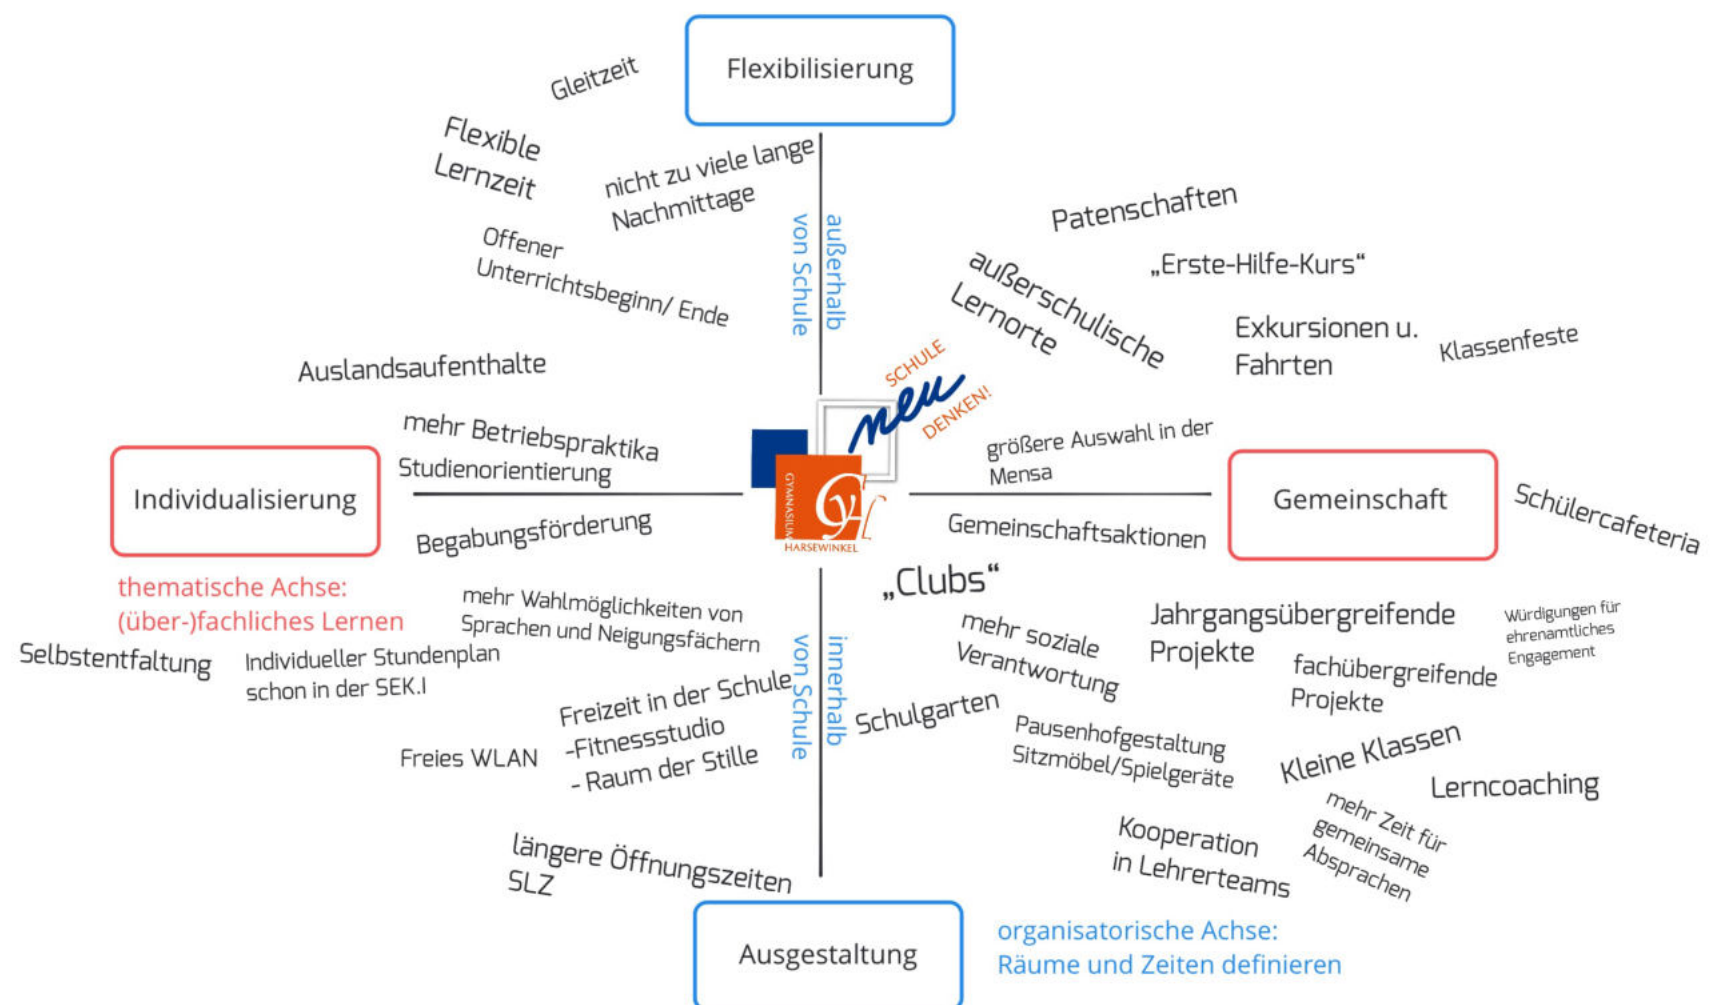 Flexibilisierung
Gleitzeit
Flexible
Lernzeit
nicht zu viele lange
Nachmittage
Offener
Unterrichtsbeginn/ Ende
außerhalb
von Schule
Patenschaften
„Erste-Hilfe-Kurs“
außerschulische
Lernorte
Exkursionen u.
Fahrten
Klassenfeste
Auslandsaufenthalte
mehr Betriebspraktika
Studienorientierung
SCHULE
neu
DENKEN!
größere Auswahl in der
Mensa
Individualisierung
Gemeinschaft
Schülercafeteria
Begabungsförderung
GYMNASIUM
GyH
HARSEWINKEL
Gemeinschaftsaktionen
thematische Achse:
(über-)fachliches Lernen
mehr Wahlmöglichkeiten von
Sprachen und Neigungsfächern
„Clubs“
mehr soziale
Verantwortung
Jahrgangsübergreifende
Projekte
Würdigungen für
ehrenamtliches
Engagement
Selbstentfaltung
Individueller Stundenplan
schon in der SEK.I
innerhalb
von Schule
fachübergreifende
Projekte
Freizeit in der Schule
-Fitnessstudio
- Raum der Stille
Schulgarten
Freies WLAN
Pausenhofgestaltung
Sitzmöbel/Spielgeräte
Kleine Klassen
Lerncoaching
längere Öffnungszeiten
SLZ
Kooperation
in Lehrerteams
mehr Zeit für
gemeinsame
Absprachen
Ausgestaltung
organisatorische Achse:
Räume und Zeiten definieren